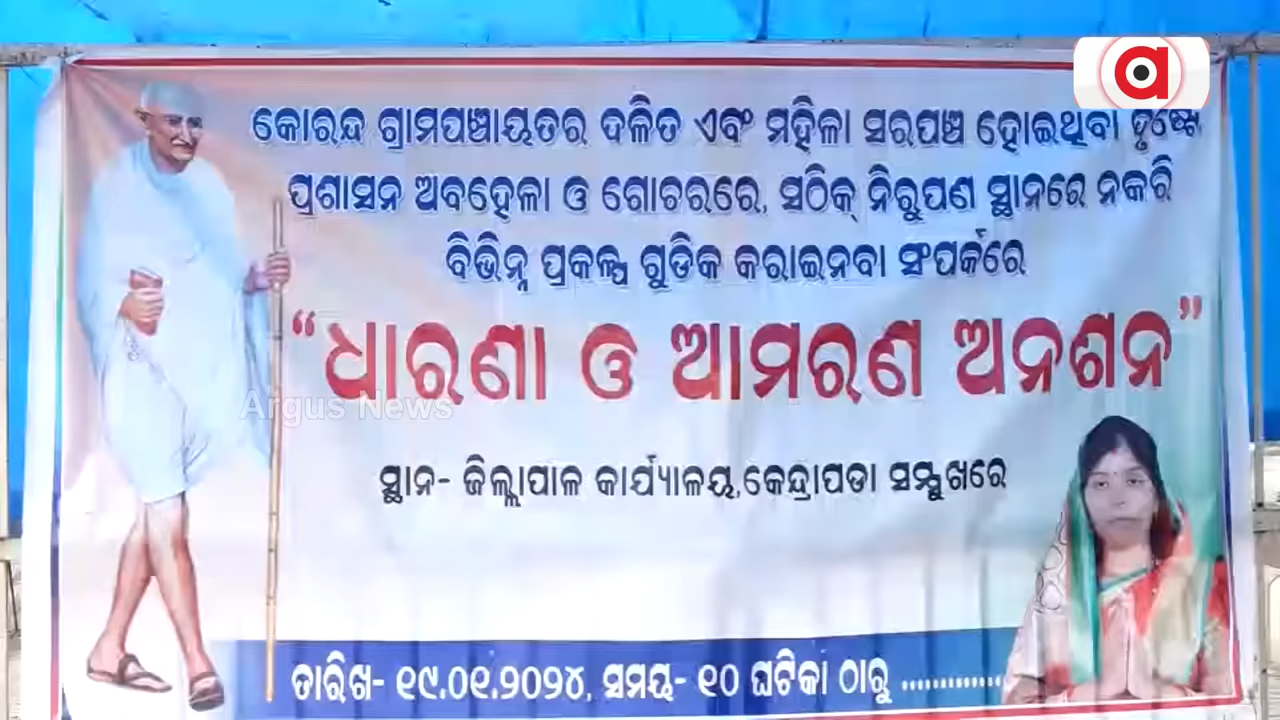 କୋରନ୍ଦ ଗ୍ରାମପଞ୍ଚାୟତର ଦଳିତ ଏବଂ ମହିଳା ସରପଞ୍ଚ ହୋଇଥିବା ଦୃଷ୍ଟେ,
ପ୍ରଶାସନ ଅବହେଳା ଓ ଗୋଚରରେ, ସଠିକ୍ ନିରୁପଣ ସ୍ଥାନରେ ନକରି
ବିଭିନ୍ନ ପ୍ରକଳ୍ପ ଗୁଡିକ କରାଇନବା ସଂପର୍କରେ
“ଧାରଣା ଓ ଆମରଣ ଅନଶନ”
Argus News
ସ୍ଥାନ- ଜିଲ୍ଲାପାଳ କାର୍ଯ୍ୟାଳୟ,କେନ୍ଦ୍ରାପଡା ସମ୍ମୁଖରେ
ତାରିଖ- ୧୯.୦୧.୨୦୨୪, ସମୟ- ୧୦ ଘଟିକା ଠାରୁ .............